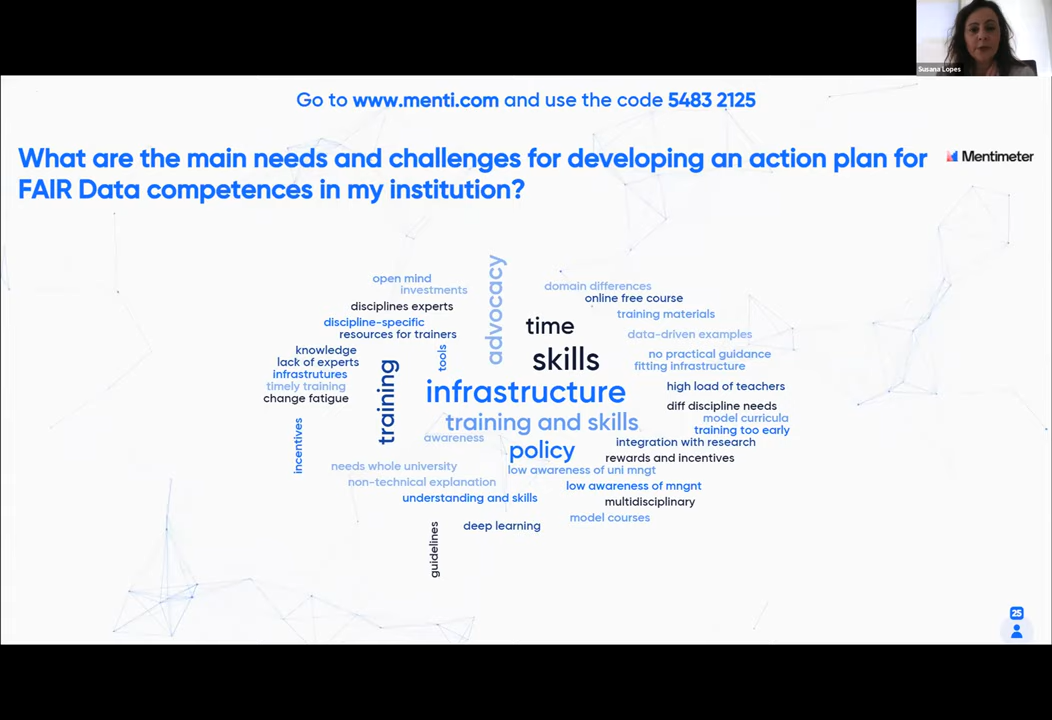 Susana Lopes
Go to www.menti.com and use the code 5483 2125
What are the main needs and challenges for developing an action plan for
FAIR Data competences in my institution?
Mentimeter
advocacy
open mind
investments
disciplines experts
discipline-specific
resources for trainers
knowledge
lack of experts
infrastrutures
timely training
change fatigue
tools
training
incentives
domain differences
online free course
training materials
time
data-driven examples
skills
no practical guidance
fitting infrastructure
infrastructure
high load of teachers
diff discipline needs
training and skills
model curricula
training too early
awareness
integration with research
policy
rewards and incentives
needs whole university
low awareness of uni mngt
non-technical explanation
low awareness of mngnt
understanding and skills
multidisciplinary
model courses
deep learning
guidelines
25